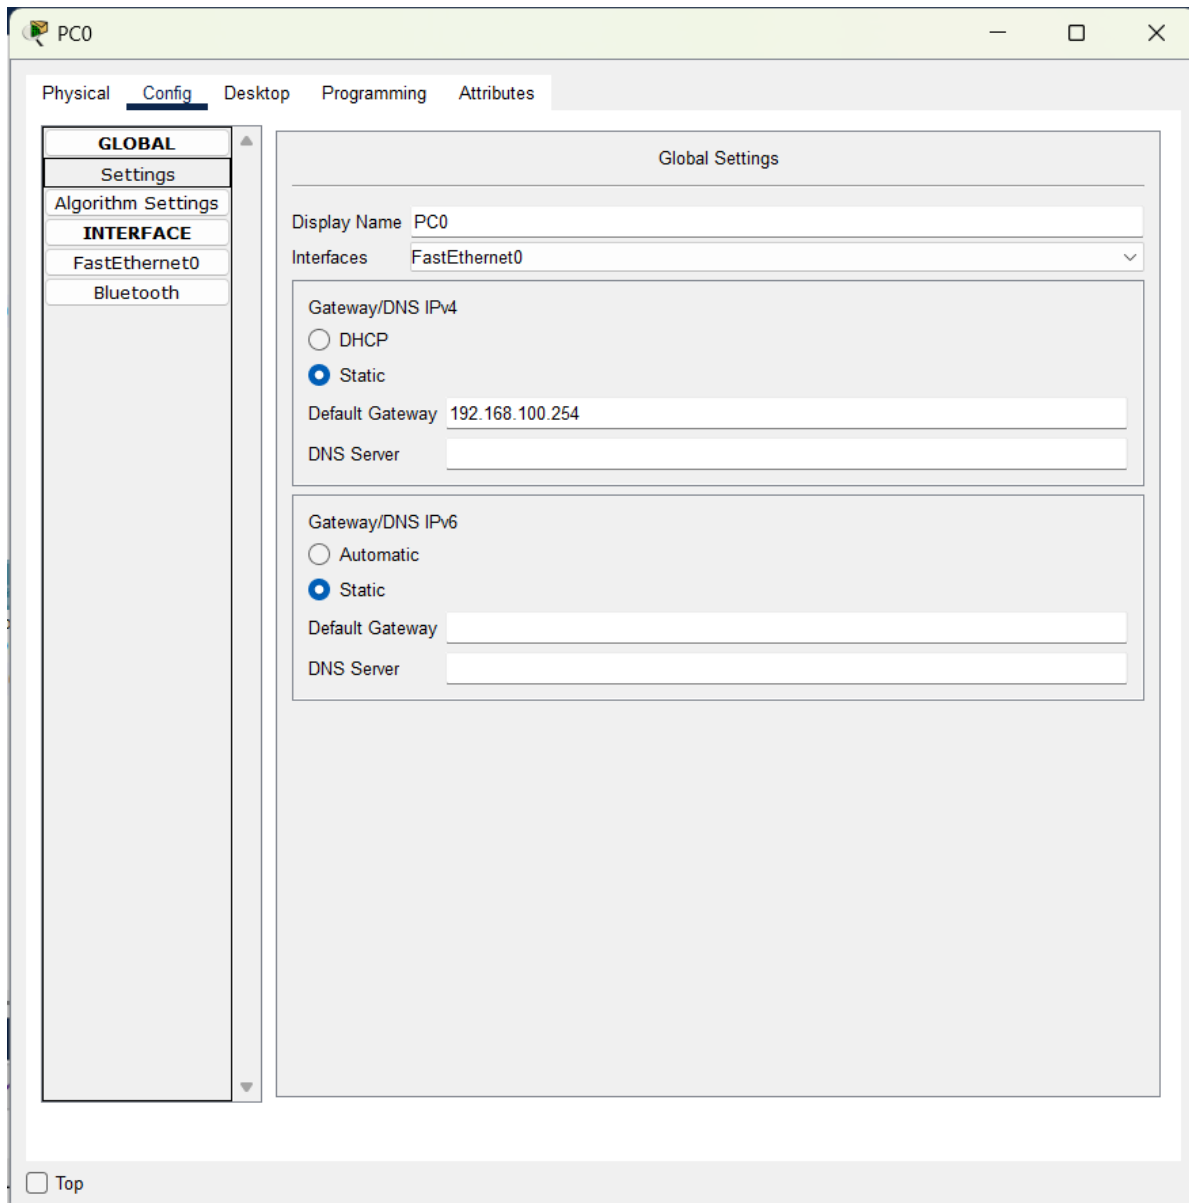 PC0
Physical Config Desktop Programming Attributes
GLOBAL
Settings
Algorithm Settings
INTERFACE
FastEthernet0
Bluetooth
Global Settings
Display Name PC0
Interfaces FastEthernet0
Gateway/DNS IPv4
DHCP
Static
Default Gateway 192.168.100.254
DNS Server
Gateway/DNS IPv6
Automatic
Static
Default Gateway
DNS Server
Top